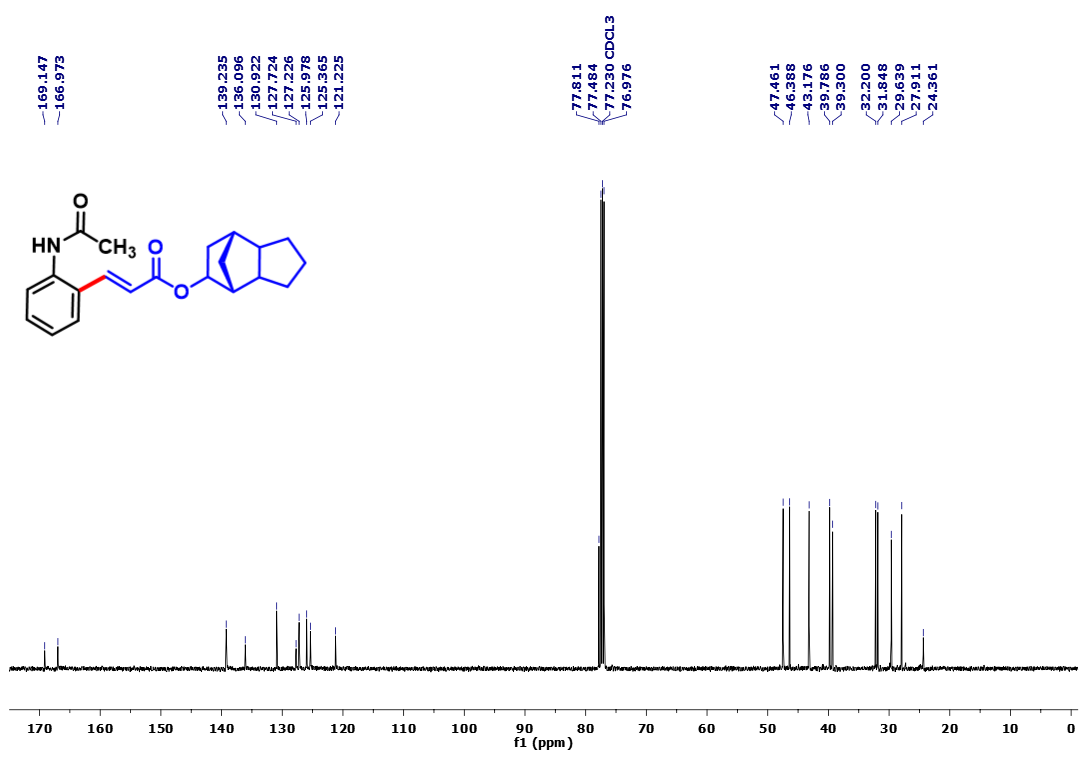 169.147
166.973
139.235
136.096
130.922
127.724
127.226
125.978
125.365
121.225
77.811
77.484
77.230 CDCL3
76.976
47.461
46.388
43.176
39.786
39.300
32.200
31.848
29.639
27.911
24.361
O
HN
CH3
O
O
170 160 150 140 130 120 110 100 90 80 70 60 50 40 30 20 10 0
f1 (ppm)